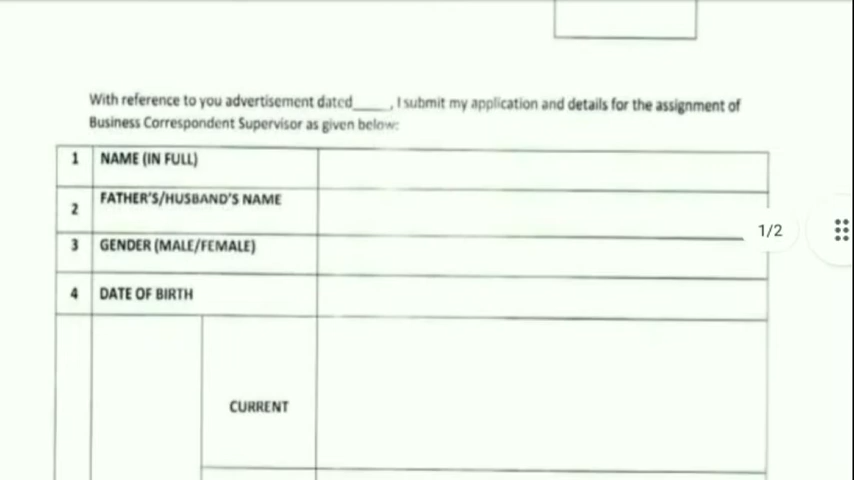 With reference to you advertisement dated_____, I submit my application and details for the assignment of
Business Correspondent Supervisor as given below:
1 NAME (IN FULL)
2 FATHER'S/HUSBAND'S NAME
3 GENDER (MALE/FEMALE)
1/2
4 DATE OF BIRTH
CURRENT